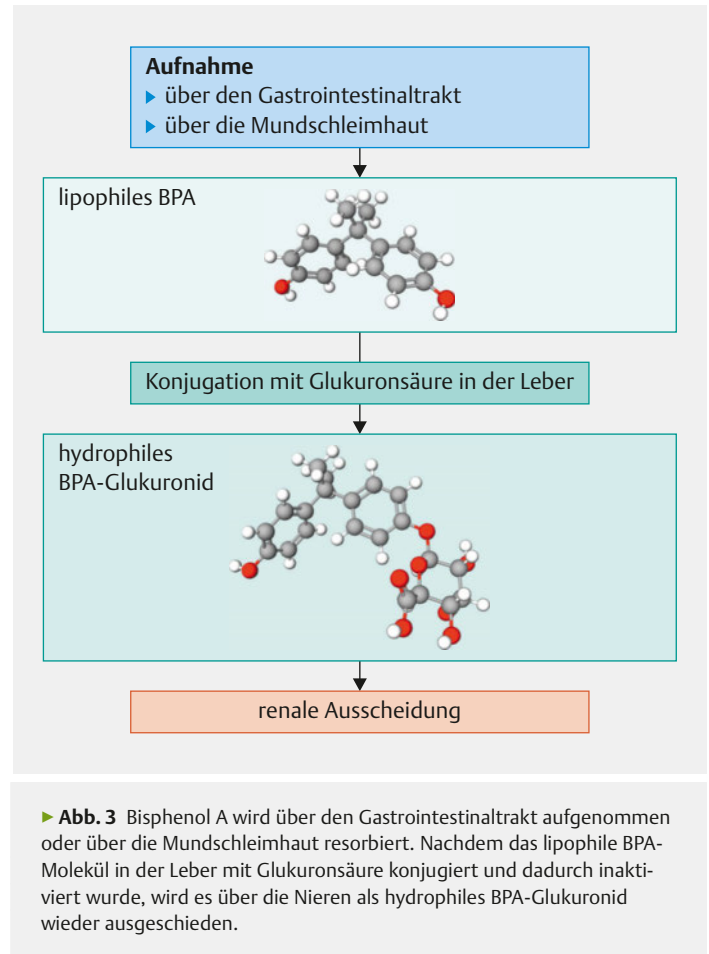 Aufnahme
▶ über den Gastrointestinaltrakt
▶ über die Mundschleimhaut
lipophiles BPA
Konjugation mit Glukuronsäure in der Leber
hydrophiles
BPA-Glukuronid
renale Ausscheidung
▶ Abb. 3 Bisphenol A wird über den Gastrointestinaltrakt aufgenommen
oder über die Mundschleimhaut resorbiert. Nachdem das lipophile BPA-
Molekül in der Leber mit Glukuronsäure konjugiert und dadurch inakti-
viert wurde, wird es über die Nieren als hydrophiles BPA-Glukuronid
wieder ausgeschieden.